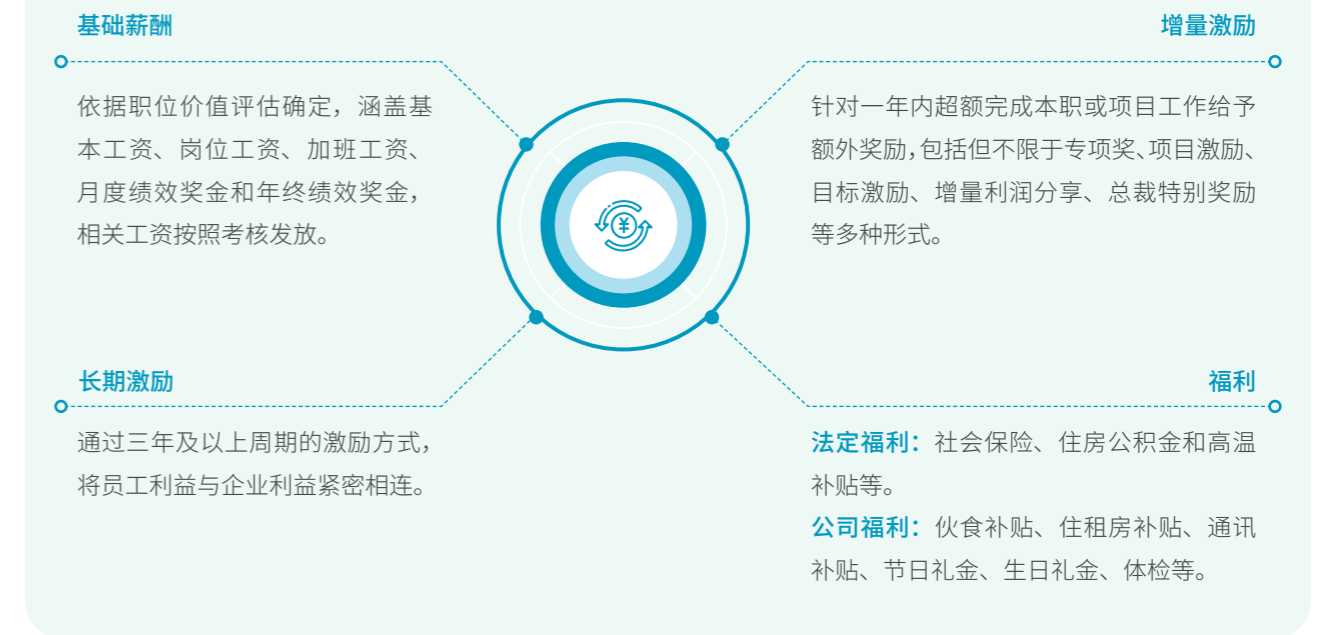 基础薪酬
依据职位价值评估确定，涵盖基
本工资、岗位工资、加班工资、
月度绩效奖金和年终绩效奖金，
相关工资按照考核发放。
增量激励
针对一年内超额完成本职或项目工作给予
额外奖励，包括但不限于专项奖、项目激励、
目标激励、增量利润分享、总裁特别奖励
等多种形式。
¥
长期激励
通过三年及以上周期的激励方式，
将员工利益与企业利益紧密相连。
福利
法定福利：社会保险、住房公积金和高温
补贴等。
公司福利：伙食补贴、住租房补贴、通讯
补贴、节日礼金、生日礼金、体检等。